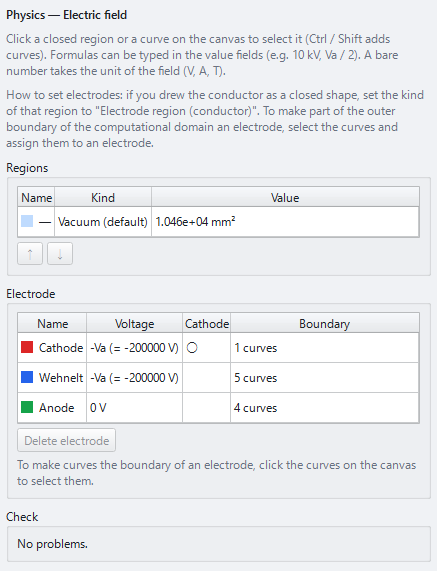 Physics — Electric field
Click a closed region or a curve on the canvas to select it (Ctrl / Shift adds
curves). Formulas can be typed in the value fields (e.g. 10 kV, Va / 2). A bare
number takes the unit of the field (V, A, T).
How to set electrodes: if you drew the conductor as a closed shape, set the kind
of that region to "Electrode region (conductor)". To make part of the outer
boundary of the computational domain an electrode, select the curves and
assign them to an electrode.
Regions
Name Kind Value
— Vacuum (default) 1.046e+04 mm²
↑ ↓
Electrode
Name Voltage Cathode Boundary
Cathode -Va (= -200000 V) ○ 1 curves
Wehnelt -Va (= -200000 V) 5 curves
Anode 0 V 4 curves
Delete electrode
To make curves the boundary of an electrode, click the curves on the canvas
to select them.
Check
No problems.